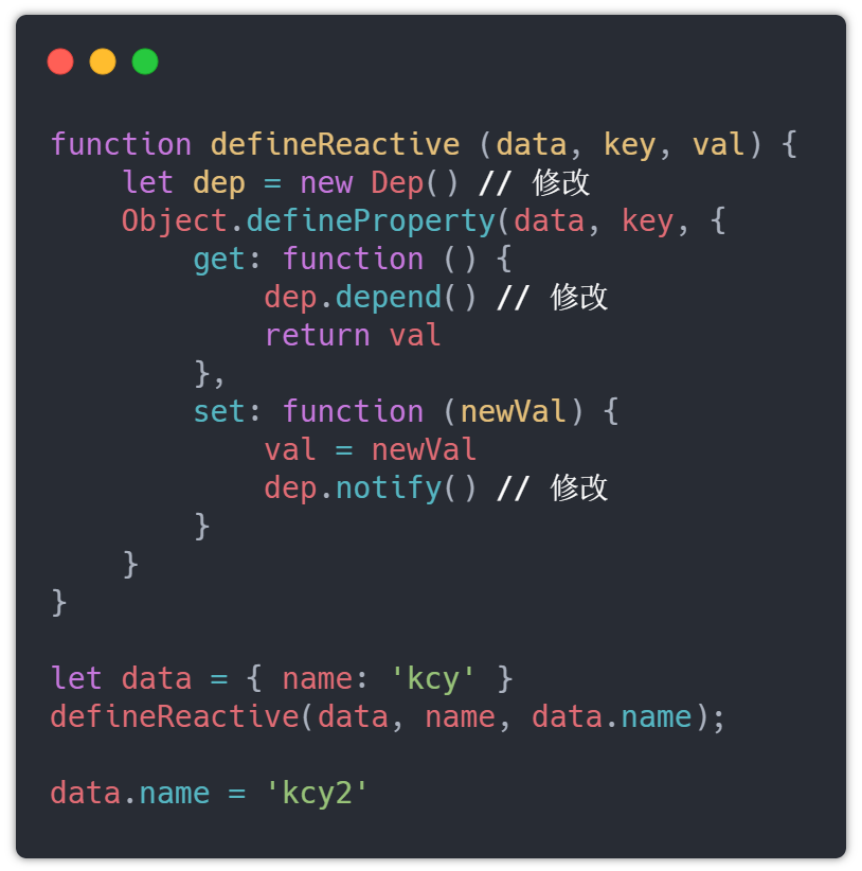 function defineReactive (data, key, val) {
    let dep = new Dep() // 修改
    Object.defineProperty(data, key, {
        get: function () {
            dep.depend() // 修改
            return val
        },
        set: function (newVal) {
            val = newVal
            dep.notify() // 修改
        }
    }
}

let data = { name: 'kcy' }
defineReactive(data, name, data.name);

data.name = 'kcy2'